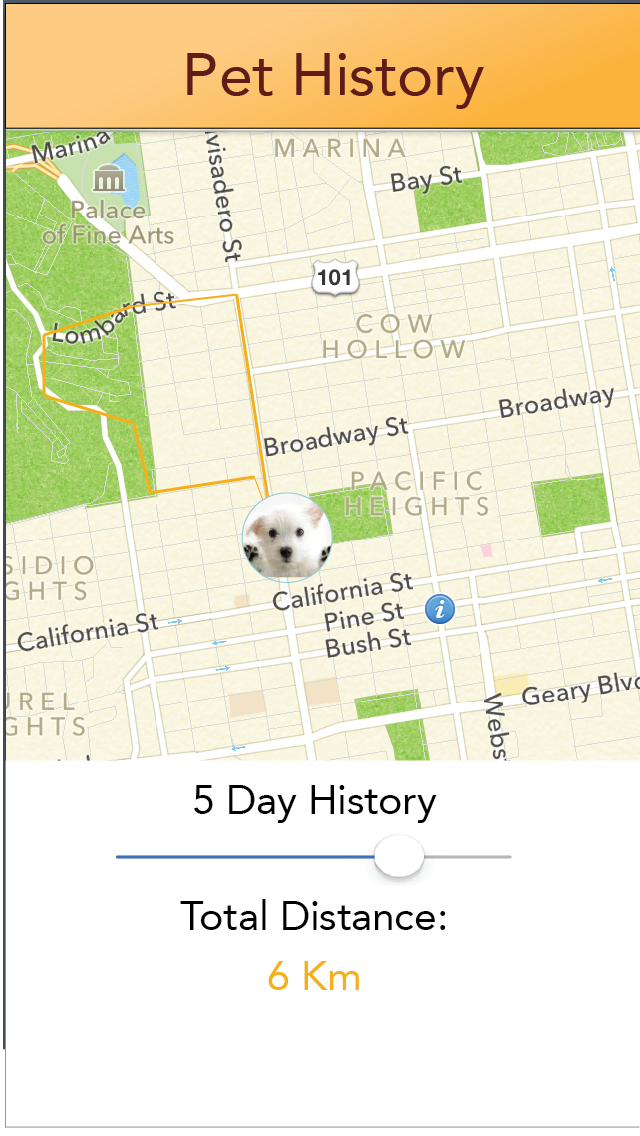 Pet History
Marina
MARINA
visadero St
Bay St
Palace
of Fine Arts
101
Lombard St
COW
HOLLOW
Broadway
Broadway St
PACIFIC
HEIGHTS
SIDIO
GHTS
California St
i
Pine St
California St
Bush St
UREL
GHTS
Geary Blvd
Webs
5 Day History
Total Distance:
6 Km